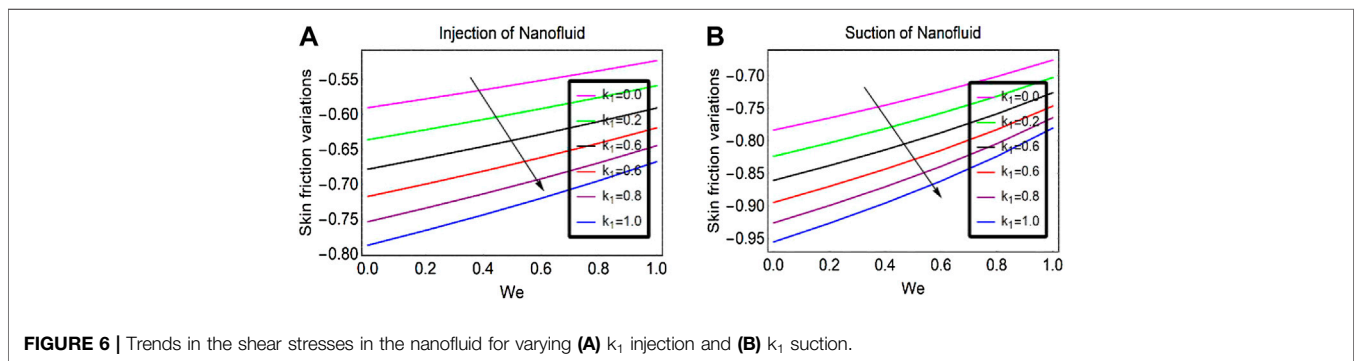 A
Injection of Nanofluid
Skin friction variations
−0.55
−0.60
−0.65
−0.70
−0.75
−0.80
k₁=0.0
k₁=0.2
k₁=0.6
k₁=0.6
k₁=0.8
k₁=1.0
0.0 0.2 0.4 0.6 0.8 1.0
We
B
Suction of Nanofluid
Skin friction variations
−0.70
−0.75
−0.80
−0.85
−0.90
−0.95
k₁=0.0
k₁=0.2
k₁=0.6
k₁=0.6
k₁=0.8
k₁=1.0
0.0 0.2 0.4 0.6 0.8 1.0
We
FIGURE 6 | Trends in the shear stresses in the nanofluid for varying (A) k₁ injection and (B) k₁ suction.